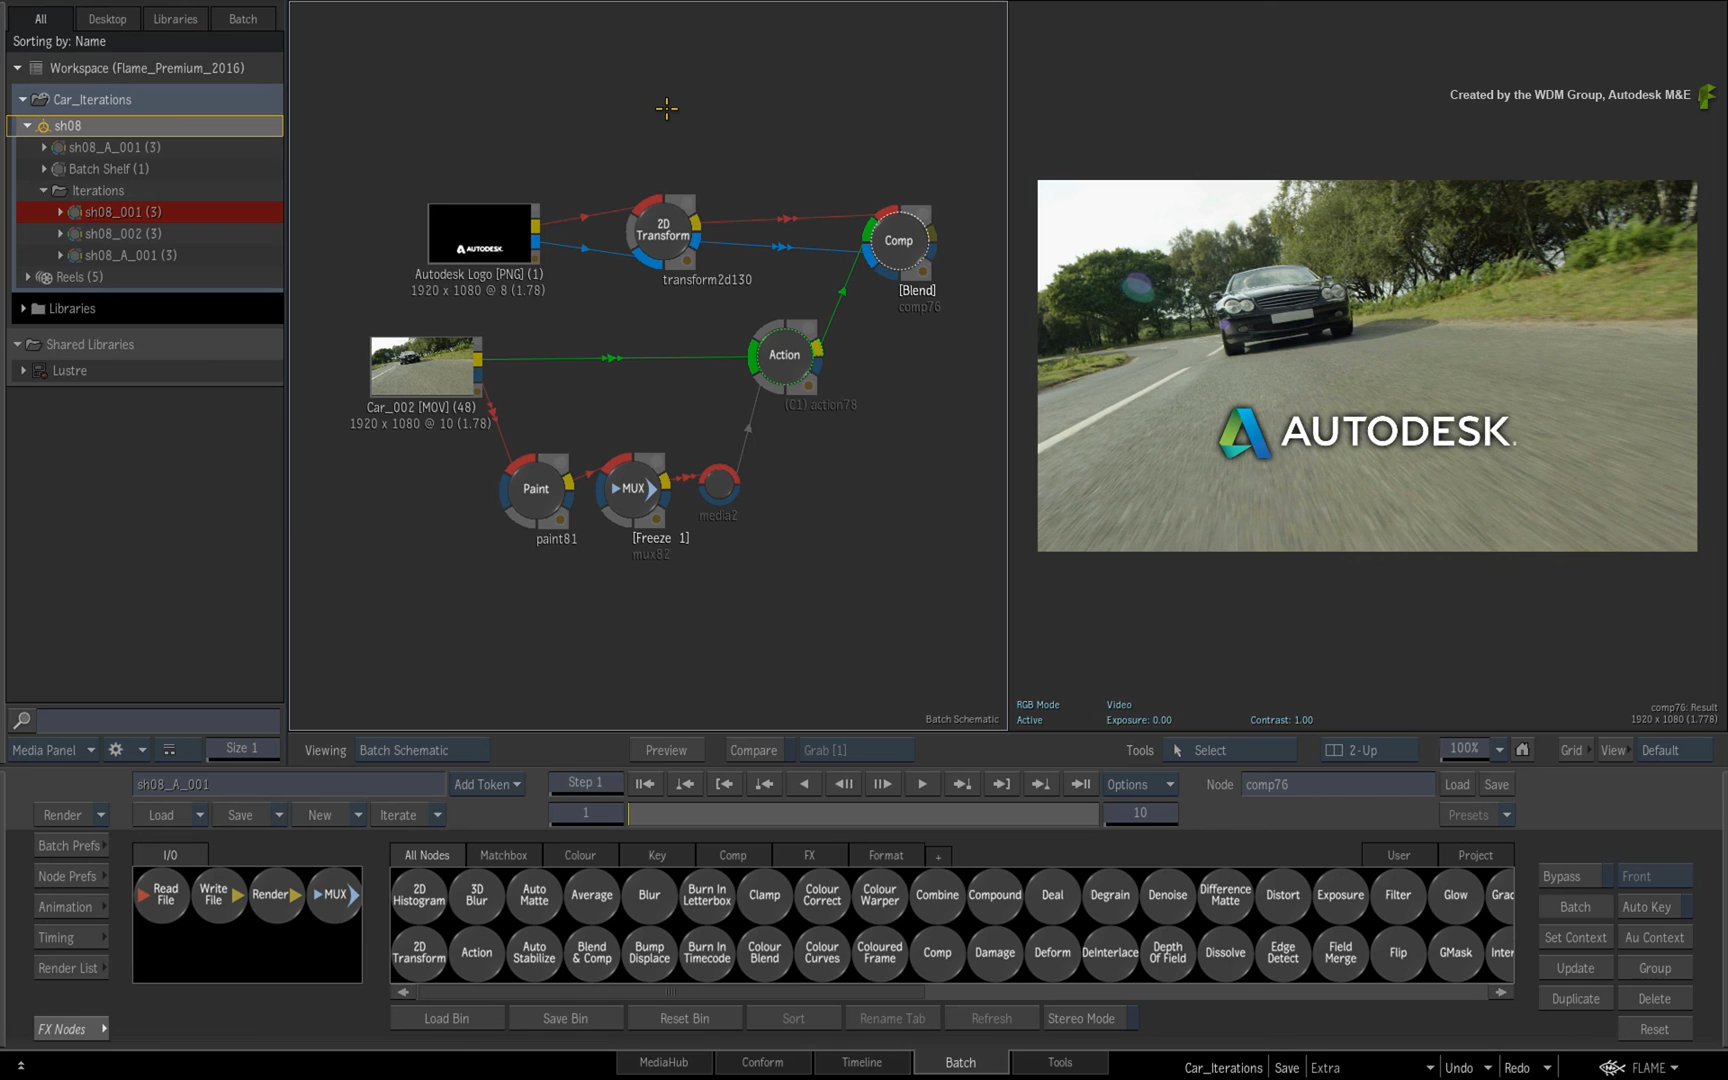 All Desktop Libraries Batch
Sorting by: Name
Workspace (Flame_Premium_2016)
Car_Iterations
sh08
sh08_A_001 (3)
Batch Shelf (1)
Iterations
sh08_001 (3)
sh08_002 (3)
sh08_A_001 (3)
Reels (5)
Libraries
Shared Libraries
Lustre
AUTODESK.
Autodesk Logo [PNG] (1)
1920 x 1080 @ 8 (1.78)
2D
Transform
transform2d130
Comp
[Blend]
comp76
Car_002 [MOV] (48)
1920 x 1080 @ 10 (1.78)
Action
(C1) action78
Paint
paint81
MUX
[Freeze 1]
mux82
media2
Batch Schematic
Created by the WDM Group, Autodesk M&E
AUTODESK.
RGB Mode Video
Active Exposure: 0.00 Contrast: 1.00
comp76: Result
1920 x 1080 (1.778)
Media Panel Size 1 Viewing Batch Schematic Preview Compare Grab [1] Tools Select 2-Up 100% Grid View Default
sh08_A_001 Add Token Step 1 Options Node comp76 Load Save
Render Load Save New Iterate 1 10 Presets
Batch Prefs
Node Prefs
Animation
Timing
Render List
FX Nodes
I/O
Read
File
Write
File
Render
MUX
All Nodes Matchbox Colour Key Comp FX Format + User Project
2D
Histogram
3D
Blur
Auto
Matte
Average
Blur
Burn In
Letterbox
Clamp
Colour
Correct
Colour
Warper
Combine
Compound
Deal
Degrain
Denoise
Difference
Matte
Distort
Exposure
Filter
Glow
Grac
2D
Transform
Action
Auto
Stabilize
Blend
& Comp
Bump
Displace
Burn In
Timecode
Colour
Blend
Colour
Curves
Coloured
Frame
Comp
Damage
Deform
DeInterlace
Depth
Of Field
Dissolve
Edge
Detect
Field
Merge
Flip
GMask
Inter
Load Bin Save Bin Reset Bin Sort Rename Tab Refresh Stereo Mode
Bypass Front
Batch Auto Key
Set Context Au Context
Update Group
Duplicate Delete
Reset
MediaHub Conform Timeline Batch Tools
Car_Iterations Save Extra Undo Redo FLAME